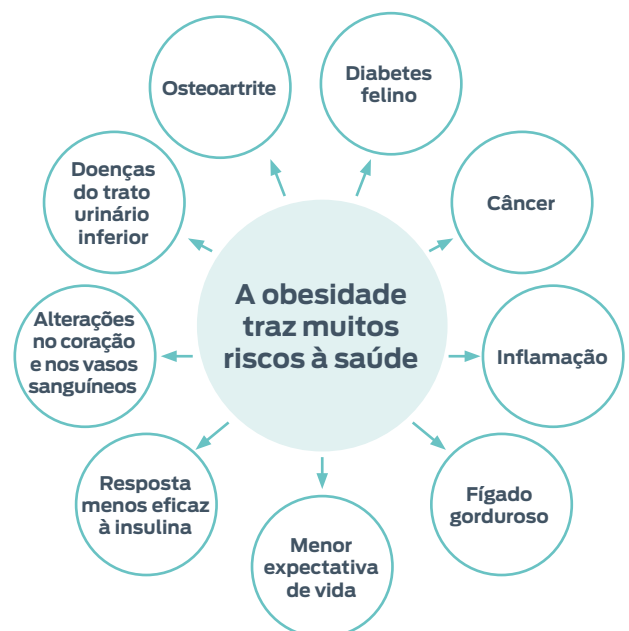 A obesidade
traz muitos
riscos à saúde
Diabetes
felino
Câncer
Inflamação
Fígado
gorduroso
Menor
expectativa
de vida
Resposta
menos eficaz
à insulina
Alterações
no coração
e nos vasos
sanguíneos
Doenças
do trato
urinário
inferior
Osteoartrite